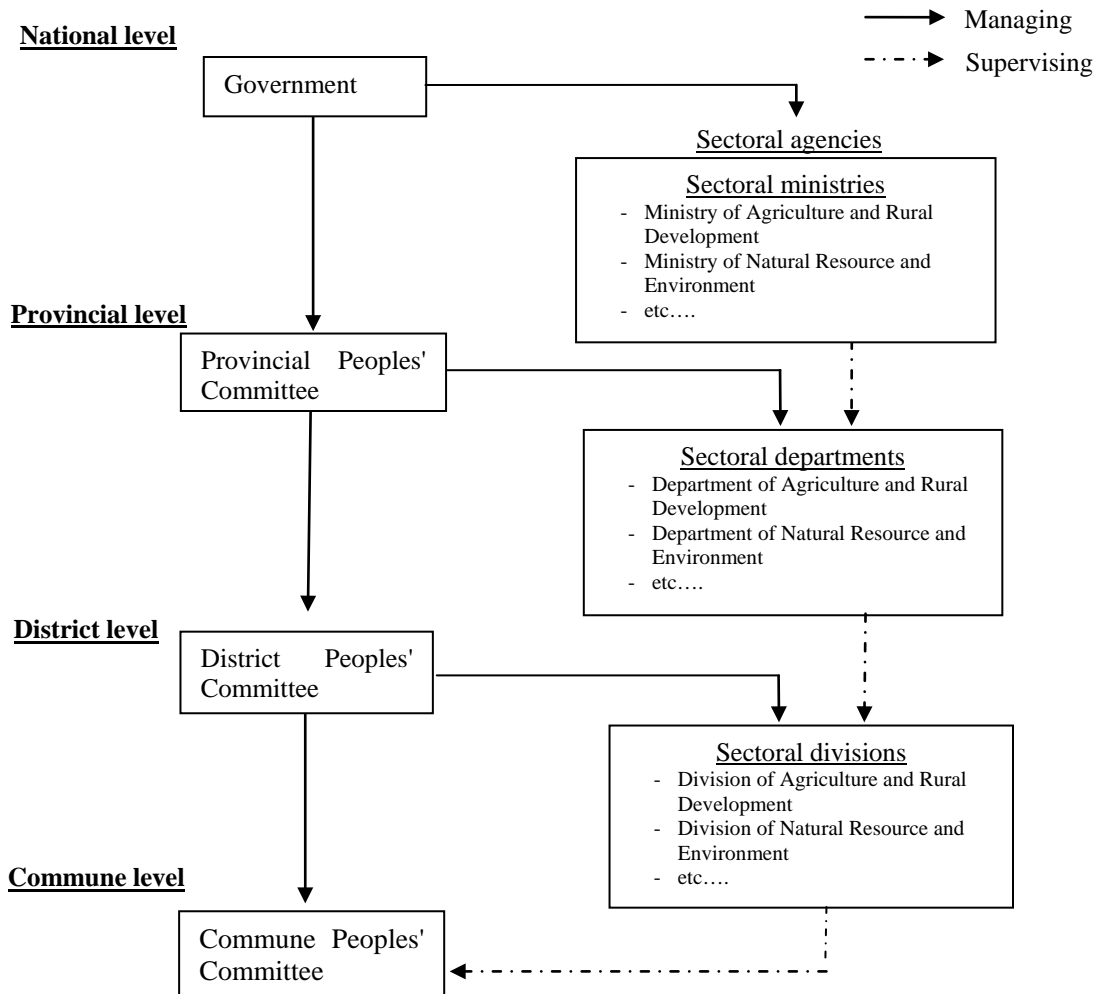 Managing
National level
Supervising
Government
Sectoral agencies
Sectoral ministries
- Ministry of Agriculture and Rural
Development
- Ministry of Natural Resource and
Environment
- etc….
Provincial level
Provincial Peoples'
Committee
Sectoral departments
- Department of Agriculture and Rural
Development
- Department of Natural Resource and
Environment
- etc….
District level
District Peoples'
Committee
Sectoral divisions
- Division of Agriculture and Rural
Development
- Division of Natural Resource and
Environment
- etc….
Commune level
Commune Peoples'
Committee